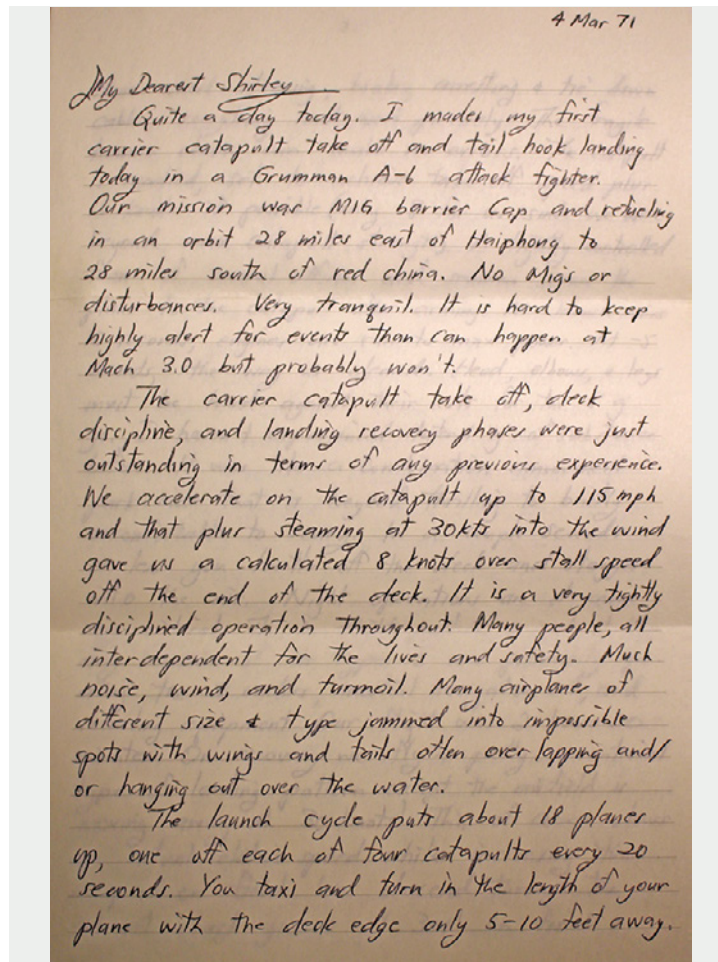 4 Mar 71
My Dearest Shirley
Quite a day today. I mader my first
carrier catapult take off and tail hook landing
today in a Grumman A-6 attack fighter.
Our mission was MIG barrier Cap and refueling
in an orbit 28 miles east of Haiphong to
28 miles south of red china. No Migs or
disturbances. Very tranquil. It is hard to keep
highly alert for events than can happen at
Mach 3.0 but probably won't.
The carrier catapult take off, deck
discipline, and landing recovery phases were just
outstanding in terms of any previous experience.
We accelerate on the catapult up to 115 mph
and that plus steaming at 30kts into the wind
gave us a calculated 8 knots over stall speed
off the end of the deck. It is a very tightly
disciplined operation throughout. Many people, all
interdependent for the lives and safety. Much
noise, wind, and turmoil. Many airplanes of
different size & type jammed into impossible
spots with wings and tails often over lapping and/
or hanging out over the water.
The launch cycle puts about 18 planes
up, one off each of four catapults every 20
seconds. You taxi and turn in the length of your
plane with the deck edge only 5-10 feet away.